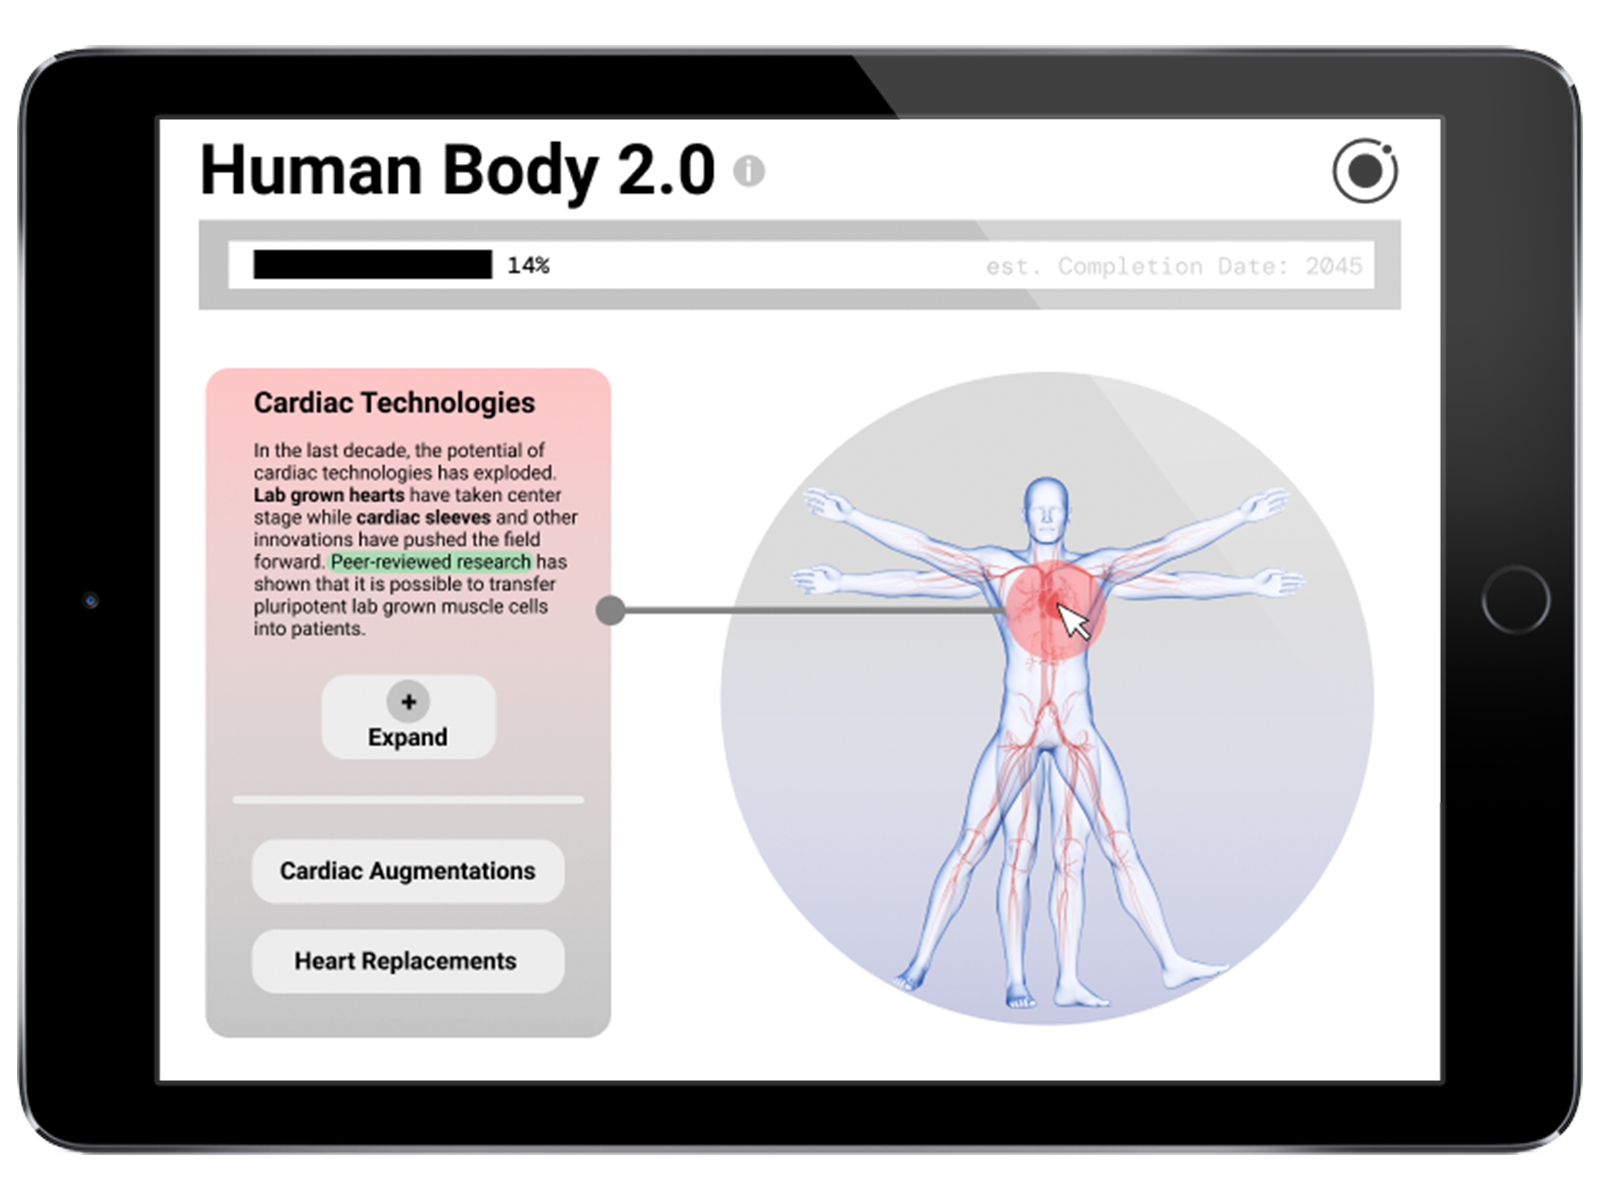 Human Body 2.0 i
14%
est. Completion Date: 2045
Cardiac Technologies
In the last decade, the potential of
cardiac technologies has exploded.
Lab grown hearts have taken center
stage while cardiac sleeves and other
innovations have pushed the field
forward. Peer-reviewed research has
shown that it is possible to transfer
pluripotent lab grown muscle cells
into patients.
+
Expand
Cardiac Augmentations
Heart Replacements